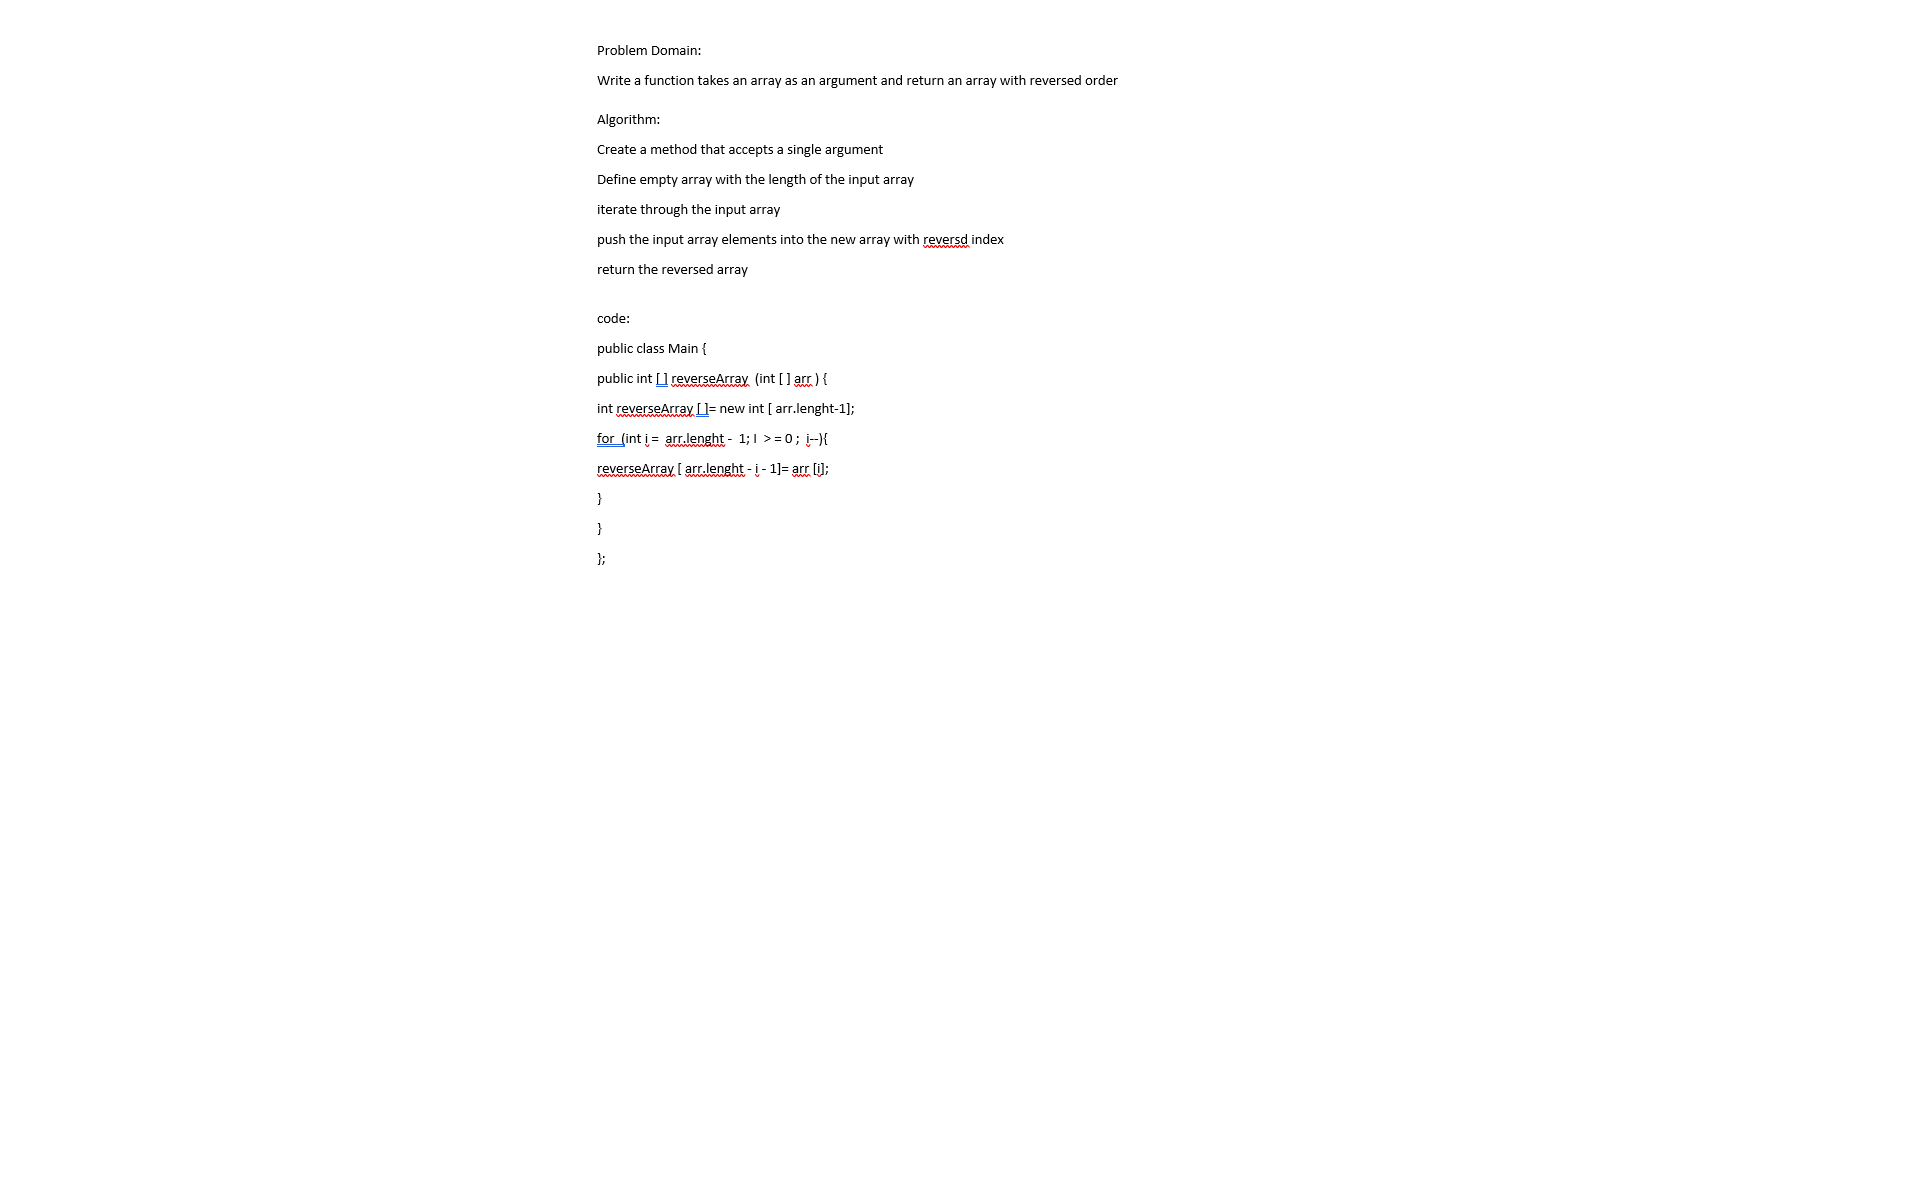 Problem Domain:
Write a function takes an array as an argument and return an array with reversed order
Algorithm:
Create a method that accepts a single argument
Define empty array with the length of the input array
iterate through the input array
push the input array elements into the new array with reversd index
return the reversed array
code:
public class Main {
public int [ ] reverseArray  (int [ ] arr ) {
int reverseArray [ ]= new int [ arr.lenght-1];
for  (int i =  arr.lenght -  1; I  > = 0 ;  i--){
reverseArray [ arr.lenght - i - 1]= arr [i];
}
}
};